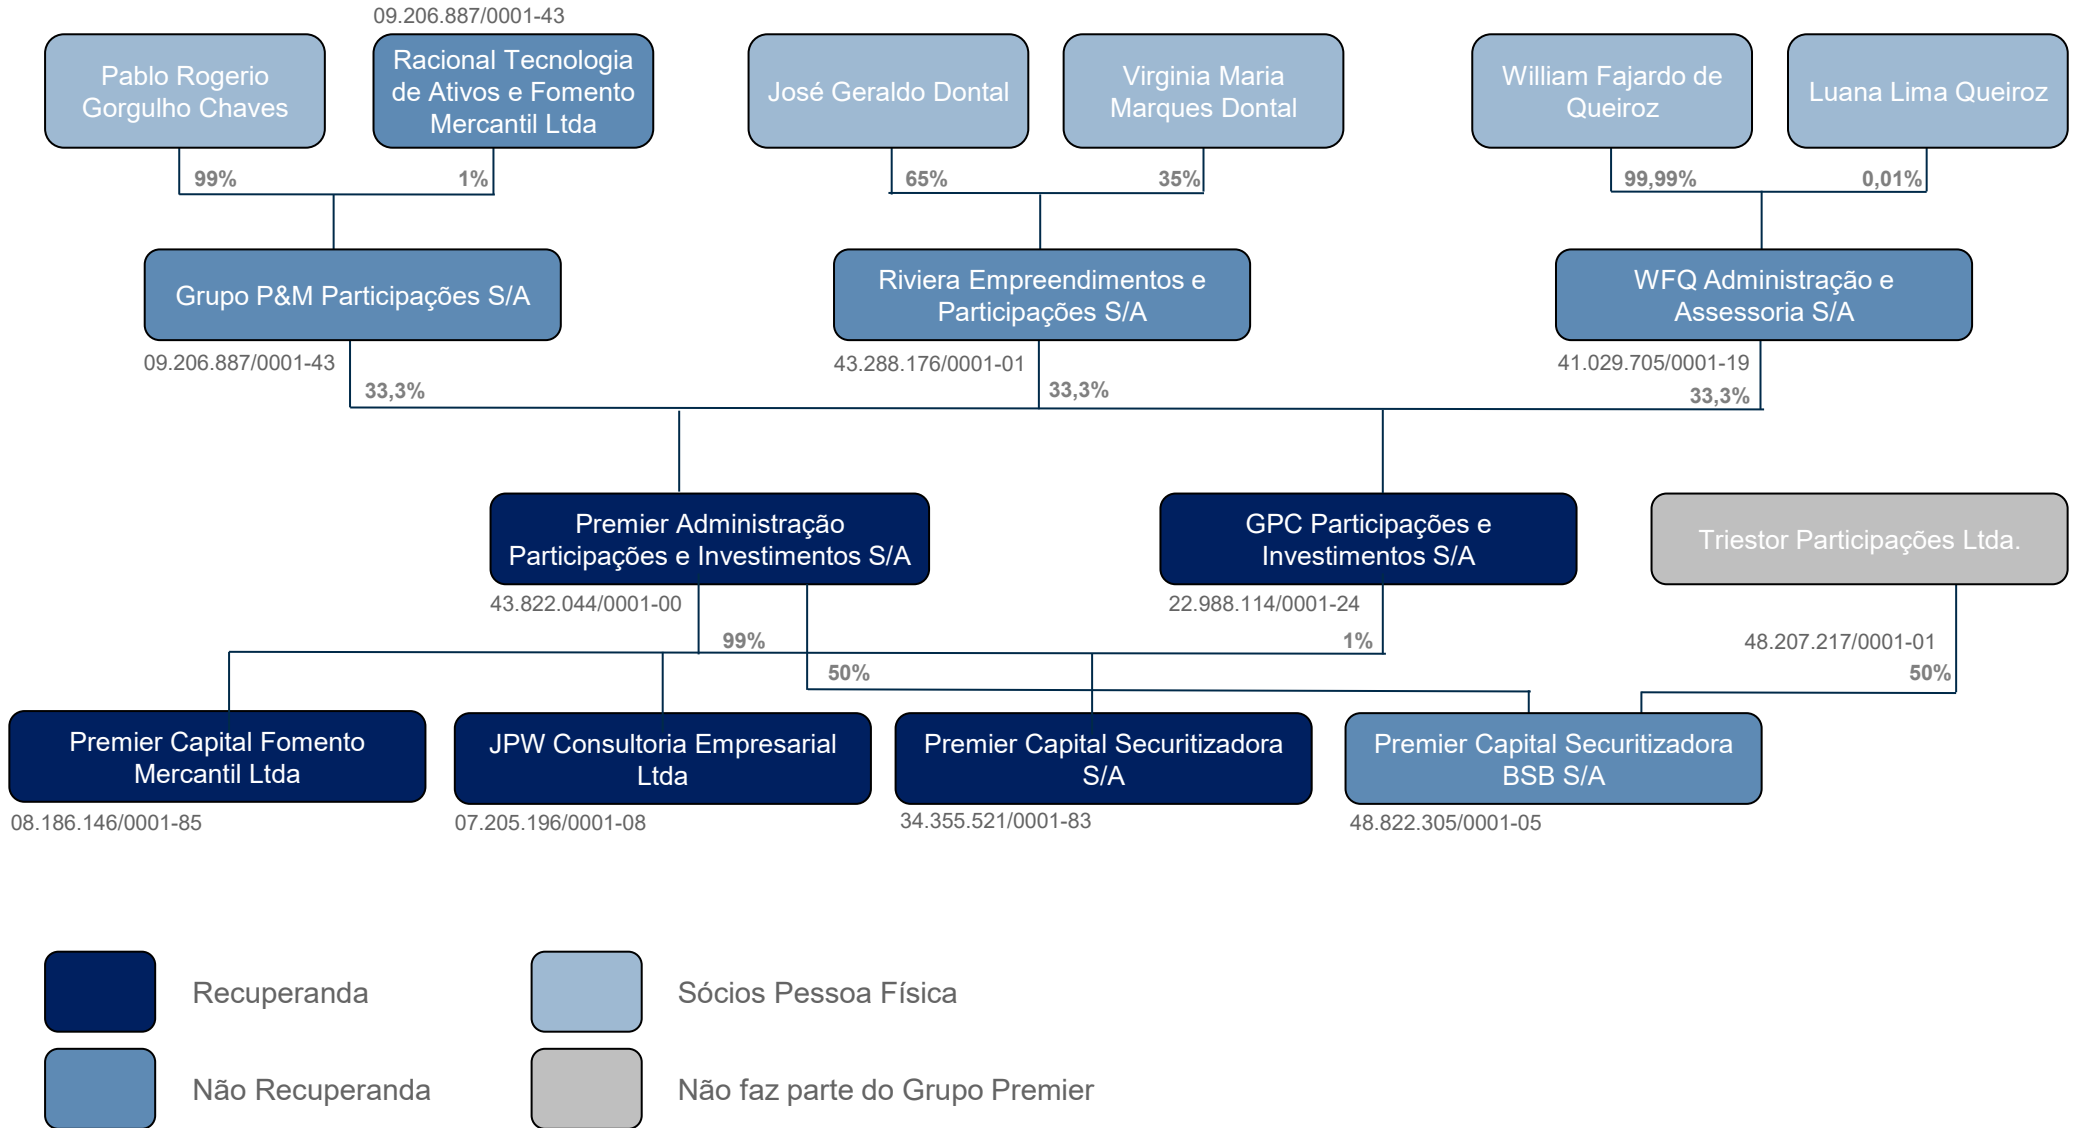 09.206.887/0001-43
Pablo Rogerio
Gorgulho Chaves
Racional Tecnologia
de Ativos e Fomento
Mercantil Ltda
José Geraldo Dontal
Virginia Maria
Marques Dontal
William Fajardo de
Queiroz
Luana Lima Queiroz
99%
1%
65%
35%
99,99%
0,01%
Grupo P&M Participações S/A
Riviera Empreendimentos e
Participações S/A
WFQ Administração e
Assessoria S/A
09.206.887/0001-43
43.288.176/0001-01
41.029.705/0001-19
33,3%
33,3%
33,3%
Premier Administração
Participações e Investimentos S/A
GPC Participações e
Investimentos S/A
Triestor Participações Ltda.
43.822.044/0001-00
22.988.114/0001-24
48.207.217/0001-01
99%
1%
50%
50%
Premier Capital Fomento
Mercantil Ltda
JPW Consultoria Empresarial
Ltda
Premier Capital Securitizadora
S/A
Premier Capital Securitizadora
BSB S/A
08.186.146/0001-85
07.205.196/0001-08
34.355.521/0001-83
48.822.305/0001-05
Recuperanda
Sócios Pessoa Física
Não Recuperanda
Não faz parte do Grupo Premier